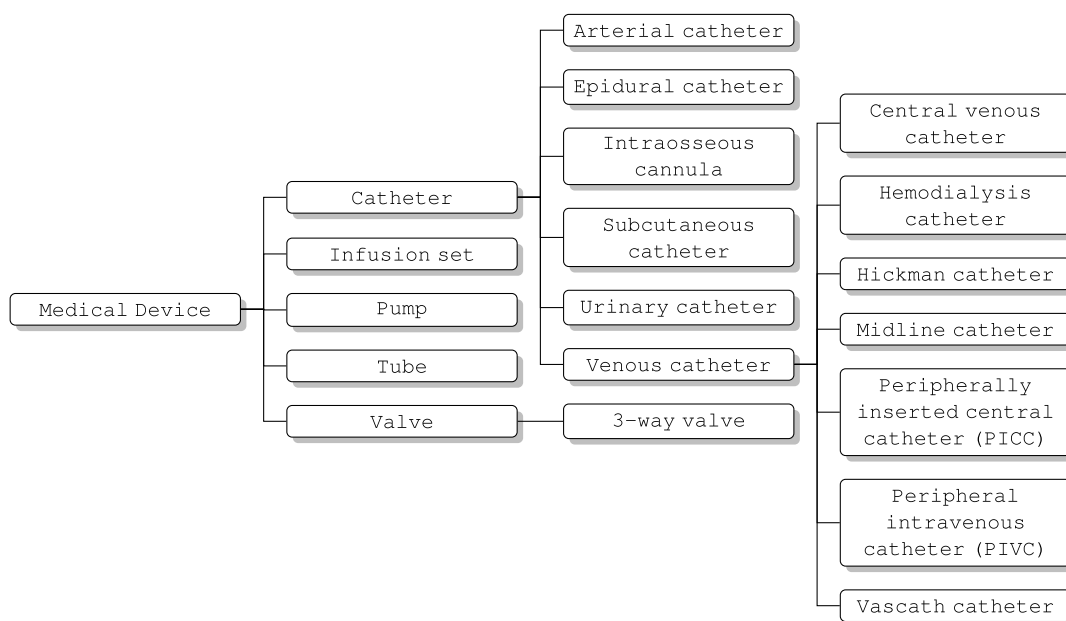 Medical Device
Catheter
Infusion set
Pump
Tube
Valve
Arterial catheter
Epidural catheter
Intraosseous
cannula
Subcutaneous
catheter
Urinary catheter
Venous catheter
3-way valve
Central venous
catheter
Hemodialysis
catheter
Hickman catheter
Midline catheter
Peripherally
inserted central
catheter (PICC)
Peripheral
intravenous
catheter (PIVC)
Vascath catheter